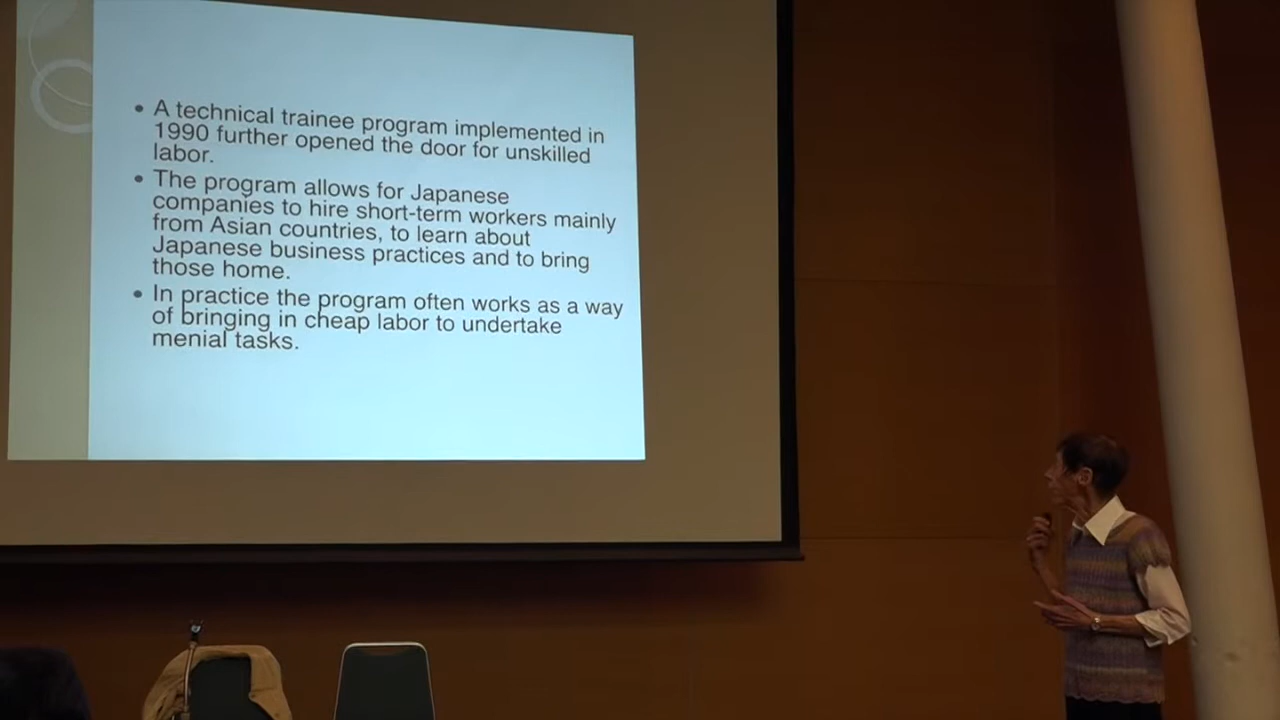 • A technical trainee program implemented in
1990 further opened the door for unskilled
labor.
• The program allows for Japanese
companies to hire short-term workers mainly
from Asian countries, to learn about
Japanese business practices and to bring
those home.
• In practice the program often works as a way
of bringing in cheap labor to undertake
menial tasks.